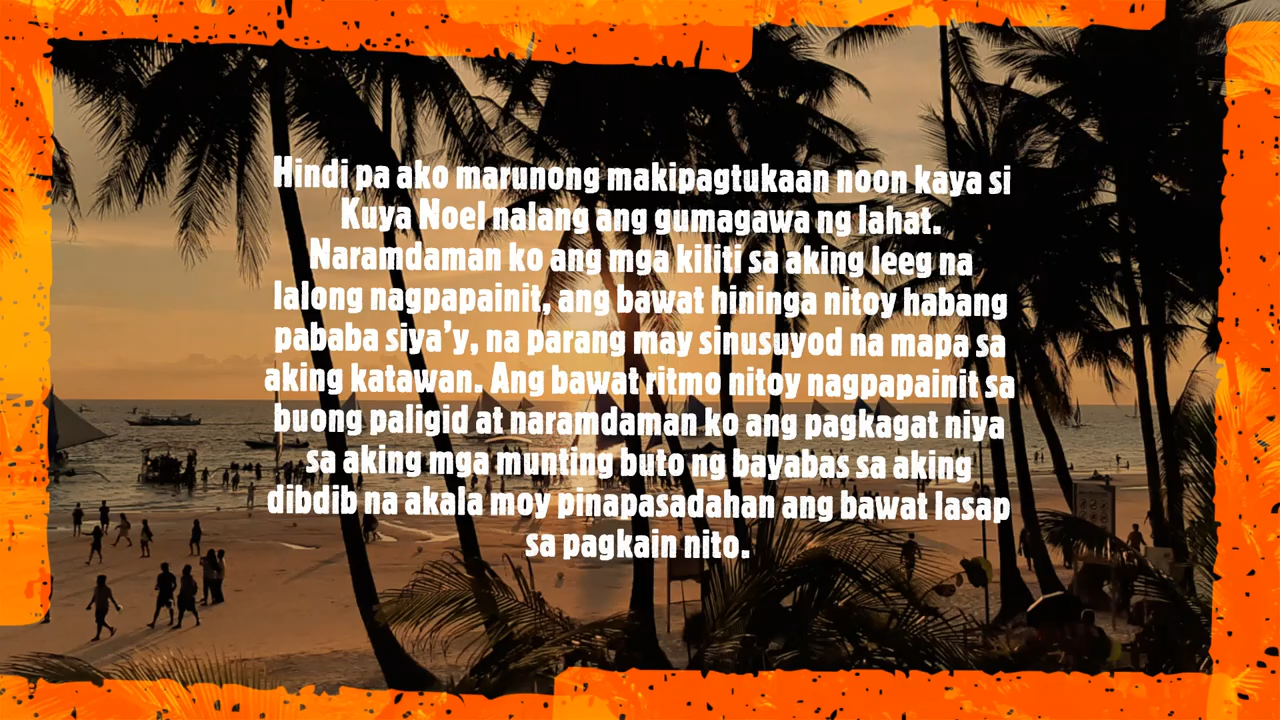 Hindi pa ako marunong makipagtukaan noon kaya si
Kuya Noel nalang ang gumagawa ng lahat.
Naramdaman ko ang mga kiliti sa aking leeg na
lalong nagpapainit, ang bawat hininga nitoy habang
pababa siya'y, na parang may sinusuyod na mapa sa
aking katawan. Ang bawat ritmo nitoy nagpapainit sa
buong paligid at naramdaman ko ang pagkagat niya
sa aking mga munting buto ng bayabas sa aking
dibdib na akala moy pinapasadahan ang bawat lasap
sa pagkain nito.